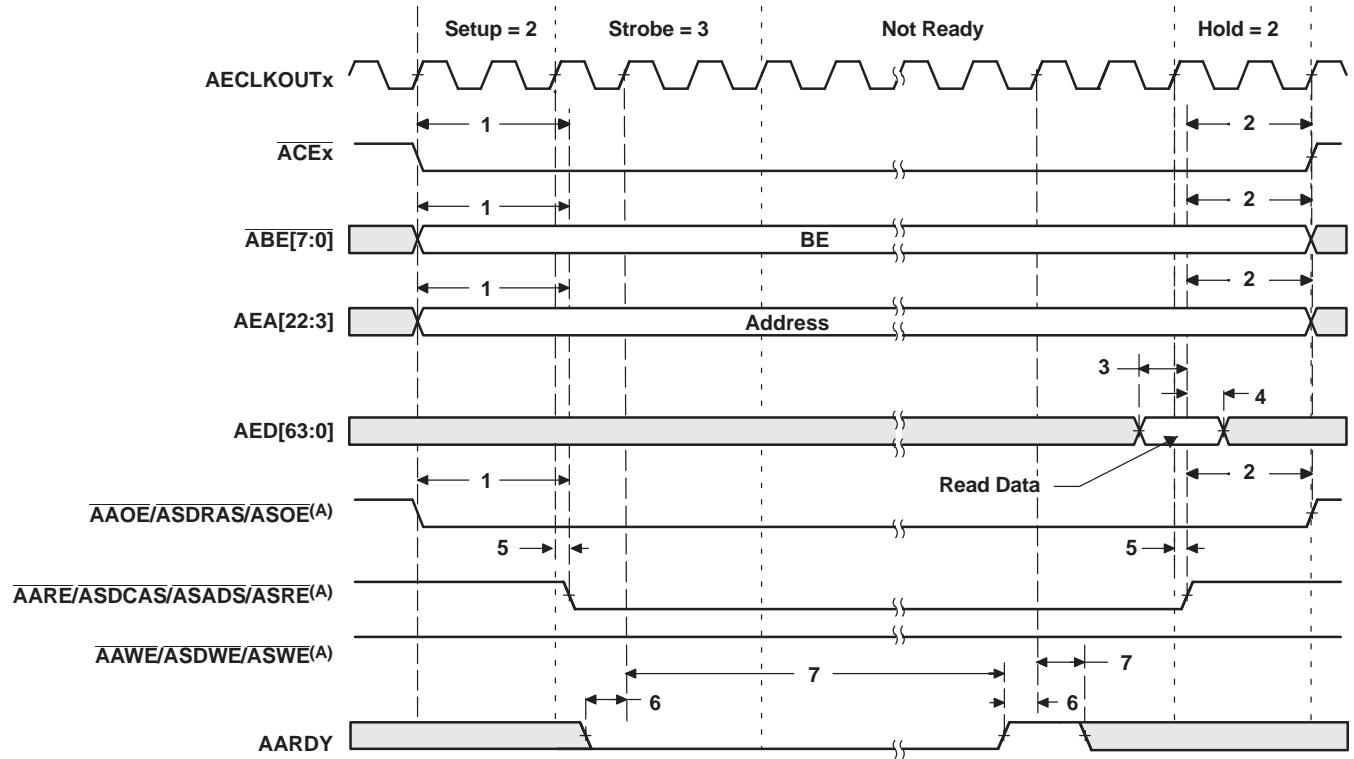 Setup = 2 Strobe = 3 Not Ready Hold = 2
AECLKOUTx
1 2
ACEx
1 2
ABE[7:0] BE
1 2
AEA[22:3] Address
3
4
AED[63:0]
1 Read Data 2
AAOE/ASDRAS/ASOE(A)
5 5
AARE/ASDCAS/ASADS/ASRE(A)
AAWE/ASDWE/ASWE(A)
7 7
6 6
AARDY